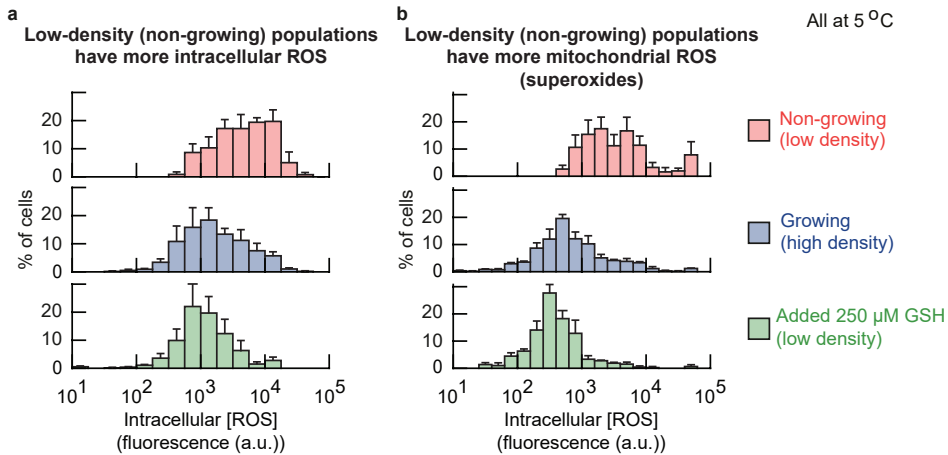 a
Low-density (non-growing) populations
have more intracellular ROS
b
Low-density (non-growing) populations
have more mitochondrial ROS
(superoxides)
All at 5 ºC
% of cells
20
10
0
20
10
0
20
10
0
10¹ 10² 10³ 10⁴ 10⁵
Intracellular [ROS]
(fluorescence (a.u.))
% of cells
20
10
0
20
10
0
20
10
0
10¹ 10² 10³ 10⁴ 10⁵
Intracellular [ROS]
(fluorescence (a.u.))
Non-growing
(low density)
Growing
(high density)
Added 250 µM GSH
(low density)